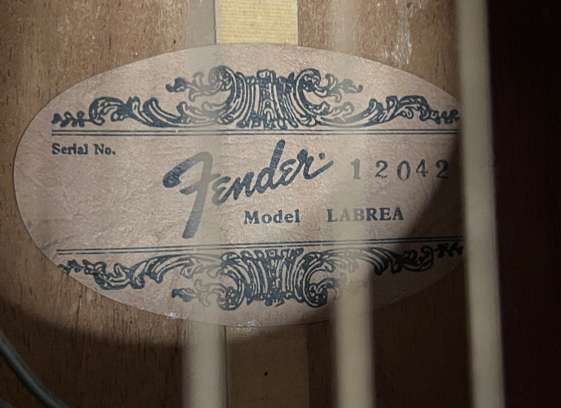 Serial No.
Fender. 12042
Model LABREA